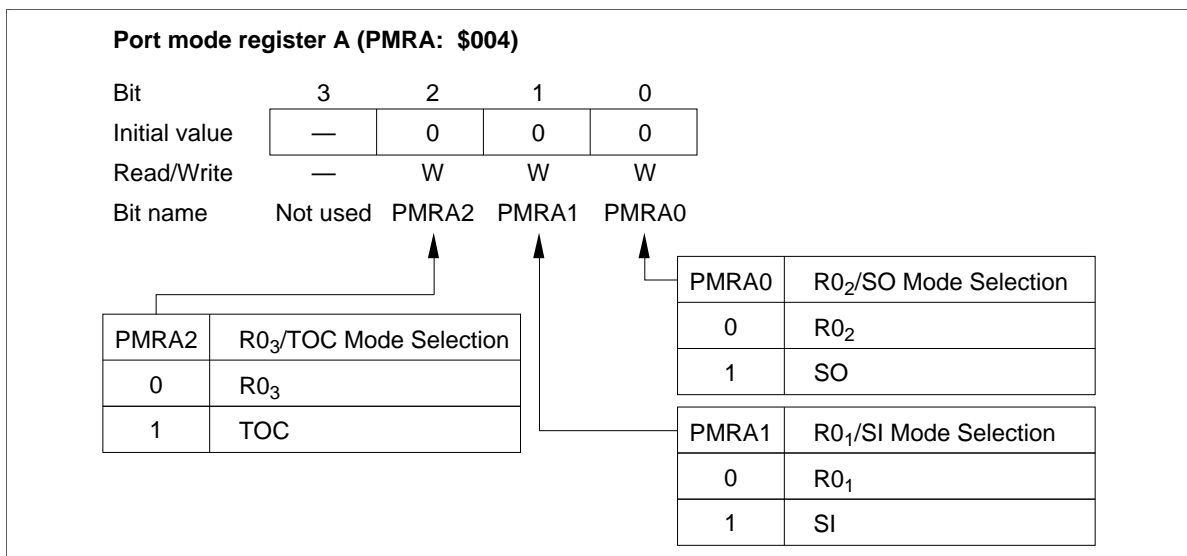 Port mode register A (PMRA: $004)
Bit 3 2 1 0
Initial value — 0 0 0
Read/Write — W W W
Bit name Not used PMRA2 PMRA1 PMRA0
PMRA2 R0₃/TOC Mode Selection
0 R0₃
1 TOC
PMRA0 R0₂/SO Mode Selection
0 R0₂
1 SO
PMRA1 R0₁/SI Mode Selection
0 R0₁
1 SI